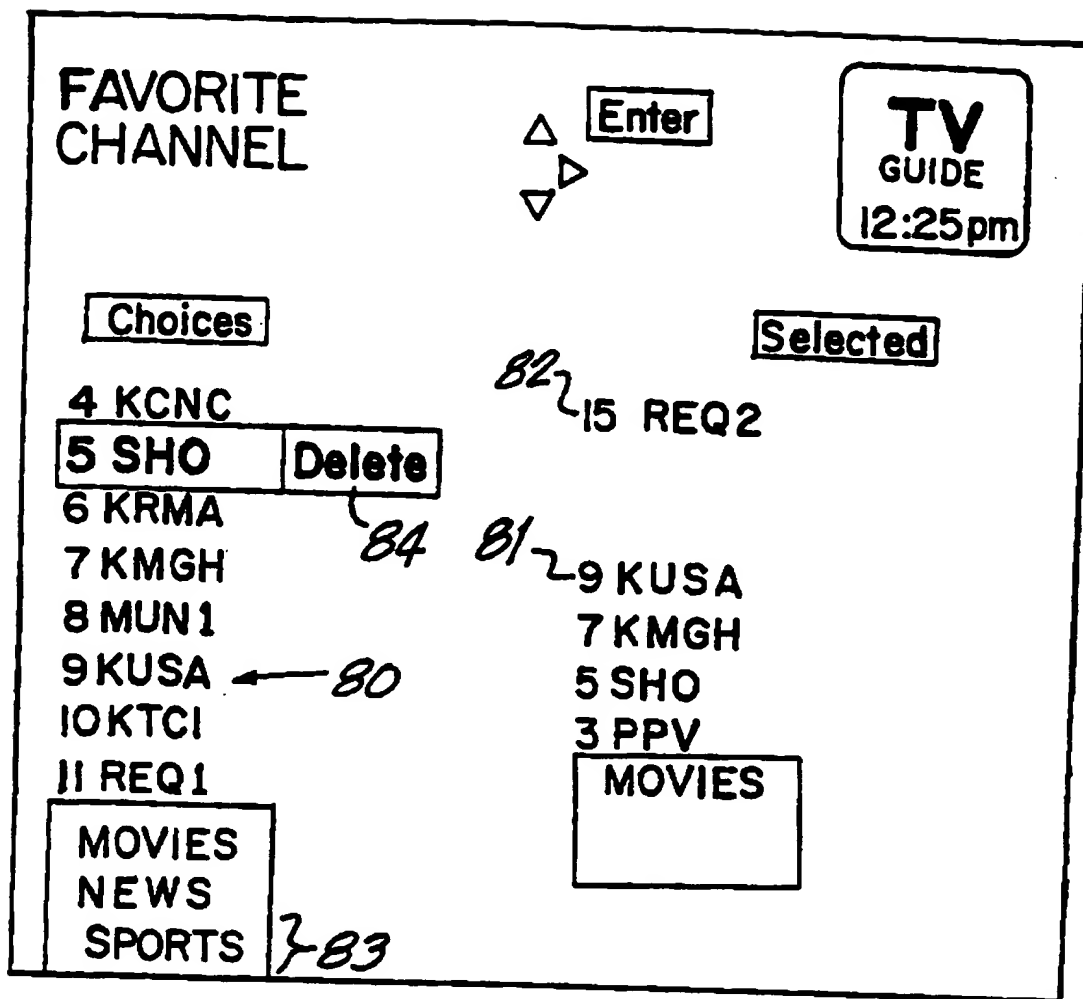 FAVORITE
CHANNEL
Enter
TV
GUIDE
12:25pm
Choices
Selected
4 KCNC
5 SHO Delete
6 KRMA
7 KMGH
8 MUN1
9 KUSA
10 KTCI
11 REQ1
MOVIES
NEWS
SPORTS
84
80
83
82
15 REQ2
81
9 KUSA
7 KMGH
5 SHO
3 PPV
MOVIES